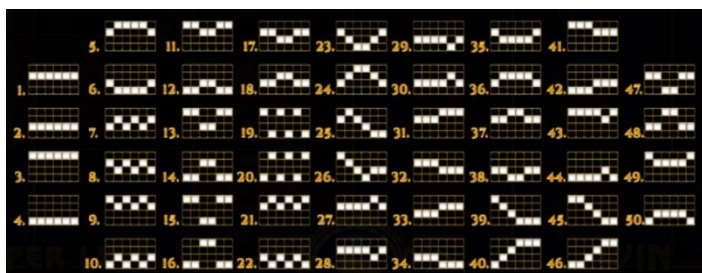 5. 11. 17. 23. 29. 35. 41.
1. 6. 12. 18. 24. 30. 36. 42. 47.
2. 7. 13. 19. 25. 31. 37. 43. 48.
3. 8. 14. 20. 26. 32. 38. 44. 49.
4. 9. 15. 21. 27. 33. 39. 45. 50.
10. 16. 22. 28. 34. 40. 46.